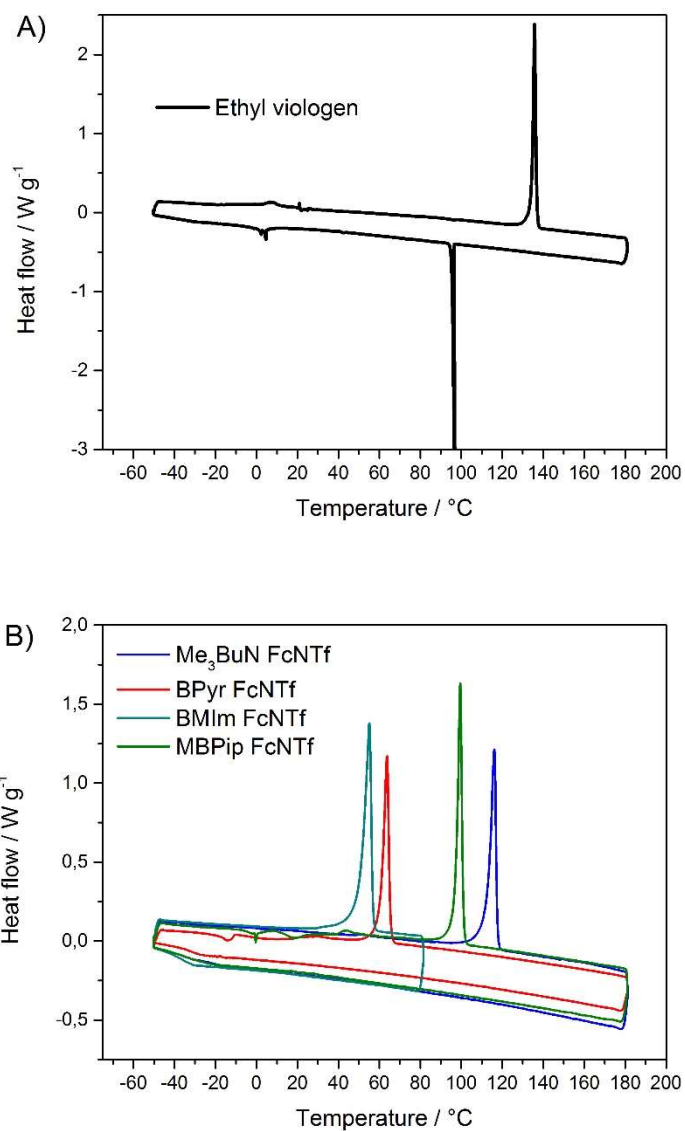 A)
2
1
0
-1
-2
-3
Heat flow / W g⁻¹
Ethyl viologen
-60 -40 -20 0 20 40 60 80 100 120 140 160 180 200
Temperature / °C
B)
2,0
1,5
1,0
0,5
0,0
-0,5
Heat flow / W g⁻¹
Me₃BuN FcNTf
BPyr FcNTf
BMIm FcNTf
MBPip FcNTf
-60 -40 -20 0 20 40 60 80 100 120 140 160 180 200
Temperature / °C